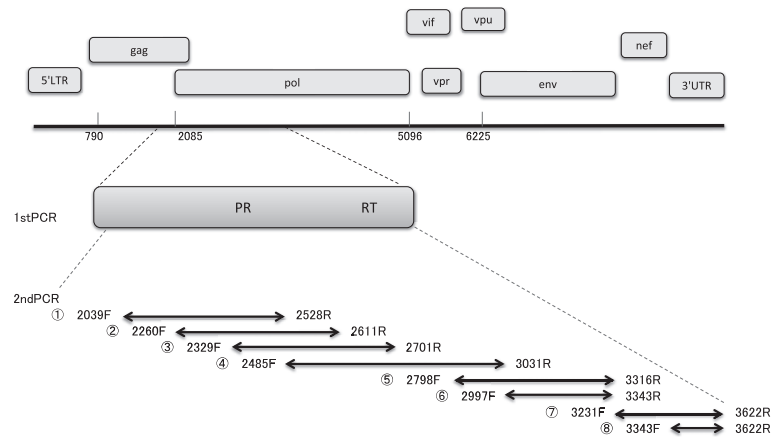 vif vpu
gag nef
5'LTR pol vpr env 3'UTR
790 2085 5096 6225
1stPCR PR RT
2ndPCR
① 2039F 2528R
② 2260F 2611R
③ 2329F 2701R
④ 2485F 3031R
⑤ 2798F 3316R
⑥ 2997F 3343R
⑦ 3231F 3622R
⑧ 3343F 3622R